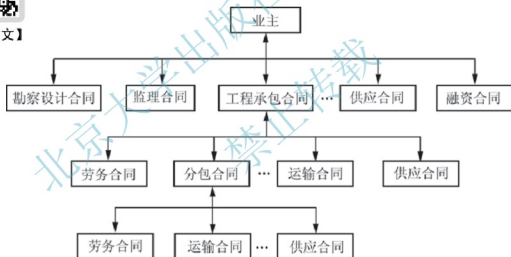 文】
业主
勘察设计合同 监理合同 工程承包合同 … 供应合同 融资合同
劳务合同 分包合同 … 运输合同 供应合同
劳务合同 运输合同 … 供应合同
北京大学出版社
禁止转载